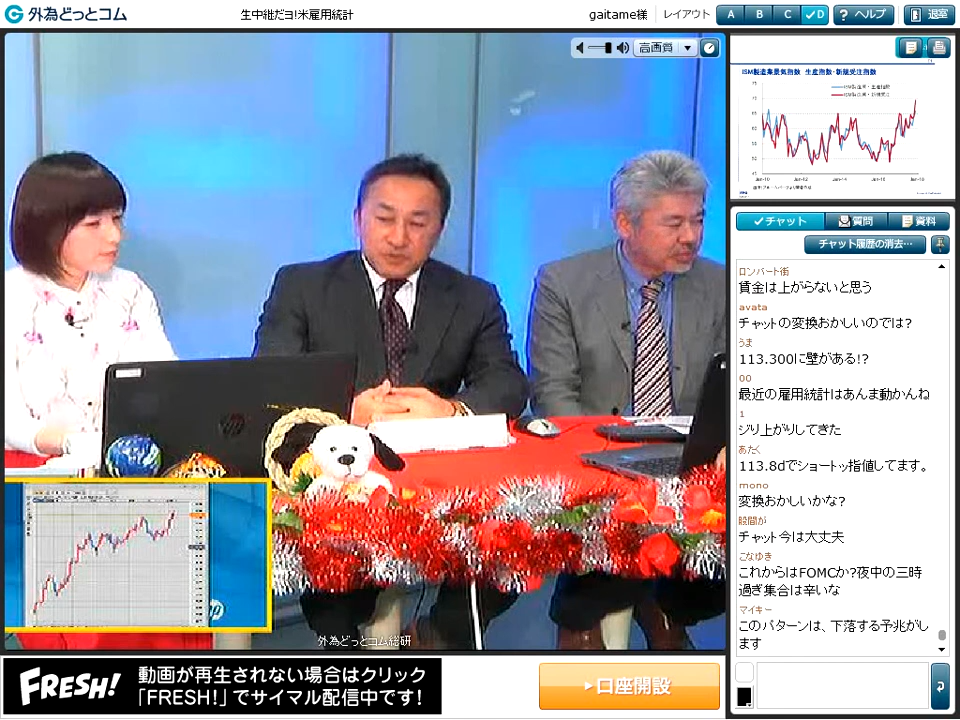 外為どっとコム
生中継だヨ!米雇用統計
gaitame様
レイアウト
A B C D
? ヘルプ
退室
高画質
ISM製造業景気指数 生産指数・新規受注指数
Jan-10 Jan-12 Jan-14 Jan-16 Jan-18
チャット
質問
資料
チャット履歴の消去…
ロンバート街
賃金は上がらないと思う
avata
チャットの変換おかしいのでは?
うま
113.300に壁がある!?
00
最近の雇用統計はあんま動かんね
1
ジリ上がりしてきた
あたく
113.8dでショートッ指値してます。
mono
変換おかしいかな?
股間が
チャット今は大丈夫
こなゆき
これからはFOMCか?夜中の三時
過ぎ集合は辛いな
マイキー
このパターンは、下落する予兆がし
ます
hp
外為どっとコム総研
FRESH!
動画が再生されない場合はクリック
「FRESH!」でサイマル配信中です!
口座開設